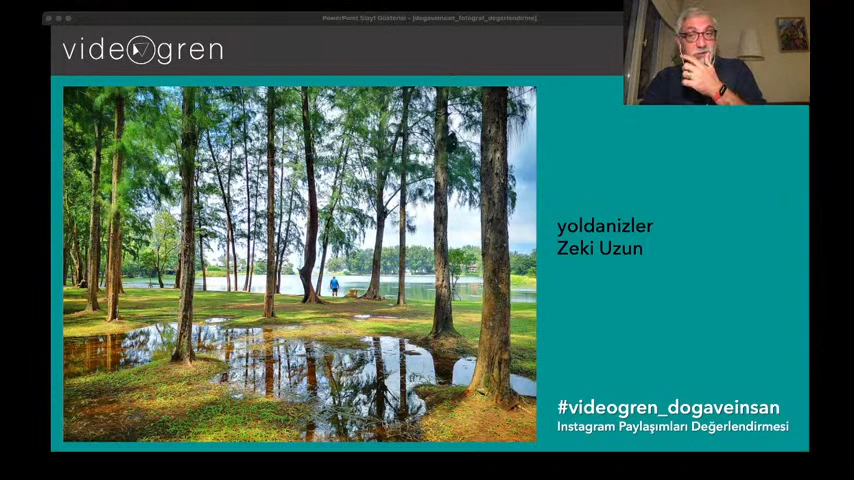 PowerPoint Slayt Gösterisi - [dogaveinsan_fotograf_degerlendirme]
videogren
yoldanizler
Zeki Uzun
#videogren_dogaveinsan
Instagram Paylaşımları Değerlendirmesi